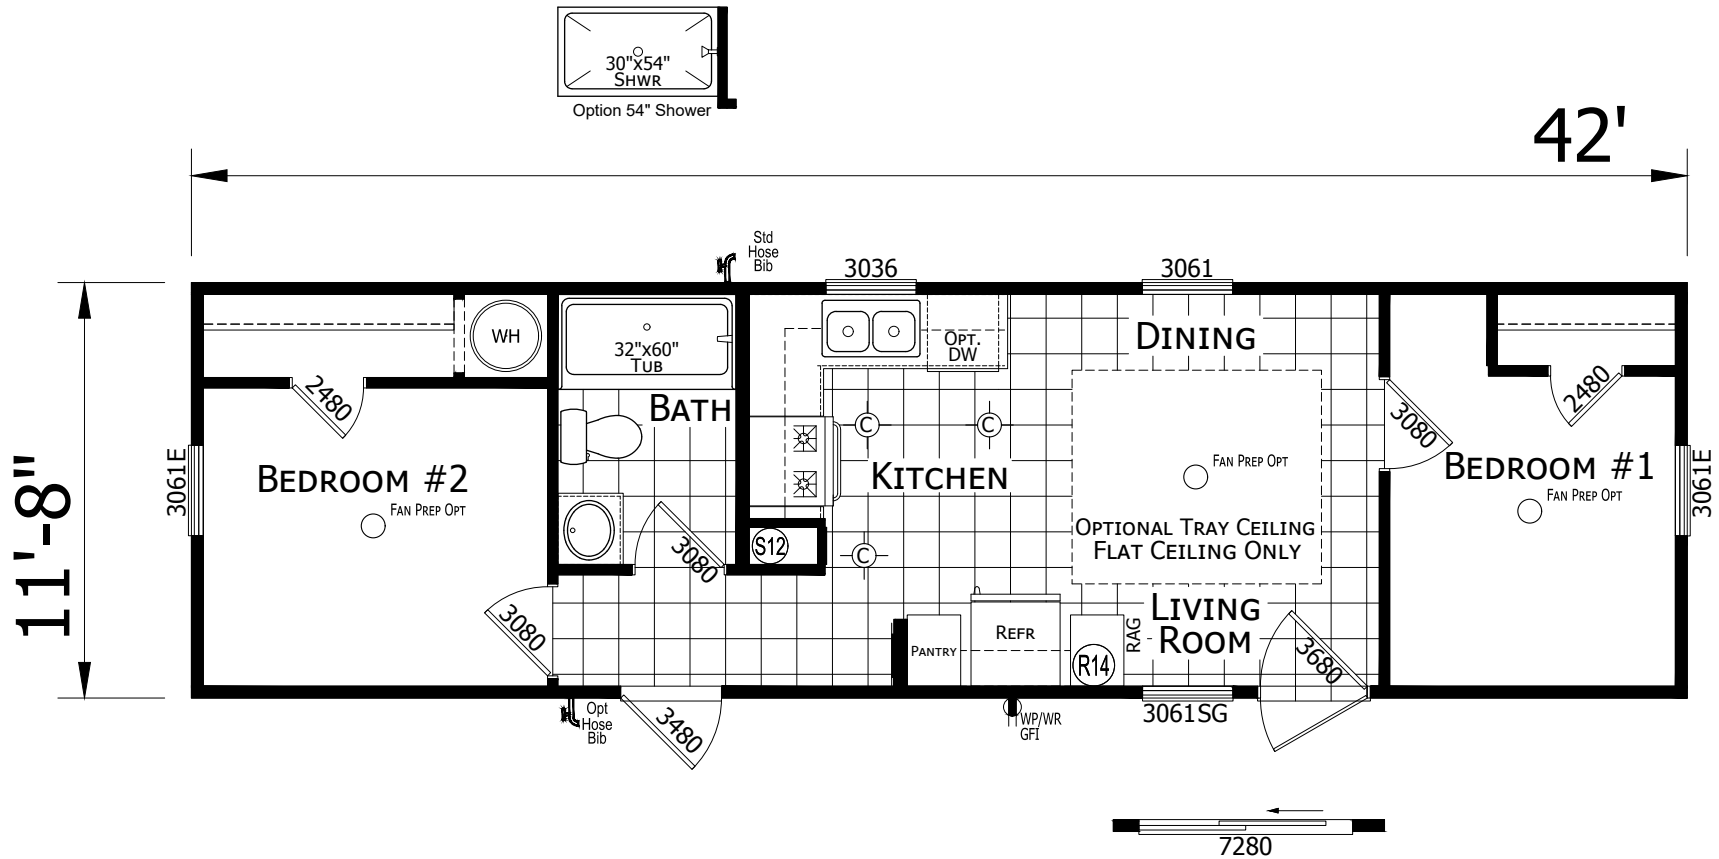 30"x54"
SHWR
Option 54" Shower
42'
11'-8"
Std
Hose
Bib
3036
3061
WH
32"x60"
TUB
OPT.
DW
DINING
2480
2480
BATH
C
C
3080
3061E
BEDROOM #2
FAN PREP OPT
KITCHEN
FAN PREP OPT
BEDROOM #1
FAN PREP OPT
3061E
OPTIONAL TRAY CEILING
FLAT CEILING ONLY
3080
S12
C
3080
PANTRY
REFR
R14
RAG
LIVING
ROOM
3680
Opt
Hose
Bib
3480
WP/WR
GFI
3061SG
7280